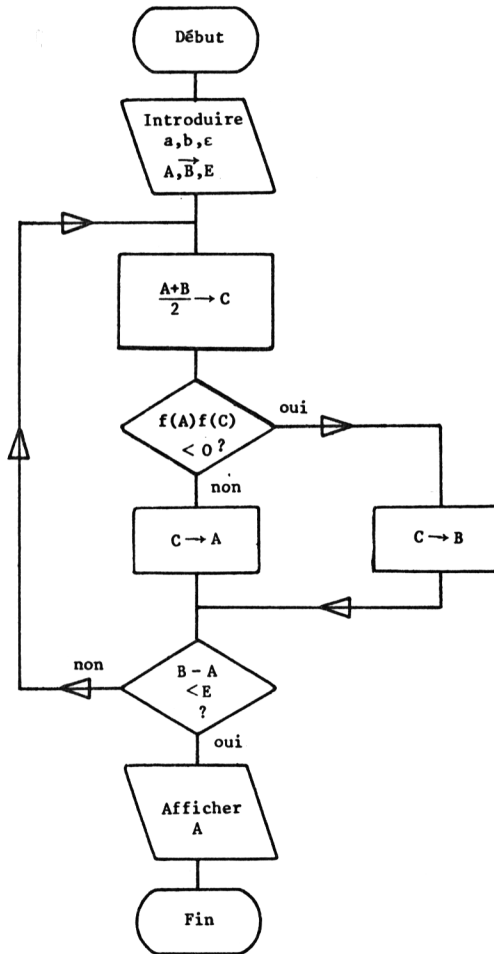 Début
Introduire
a,b,ε
A,B,E
A+B
2 → C
f(A)f(C)
< 0 ?
oui
non
C → A
C → B
B - A
< E
?
non
oui
Afficher
A
Fin